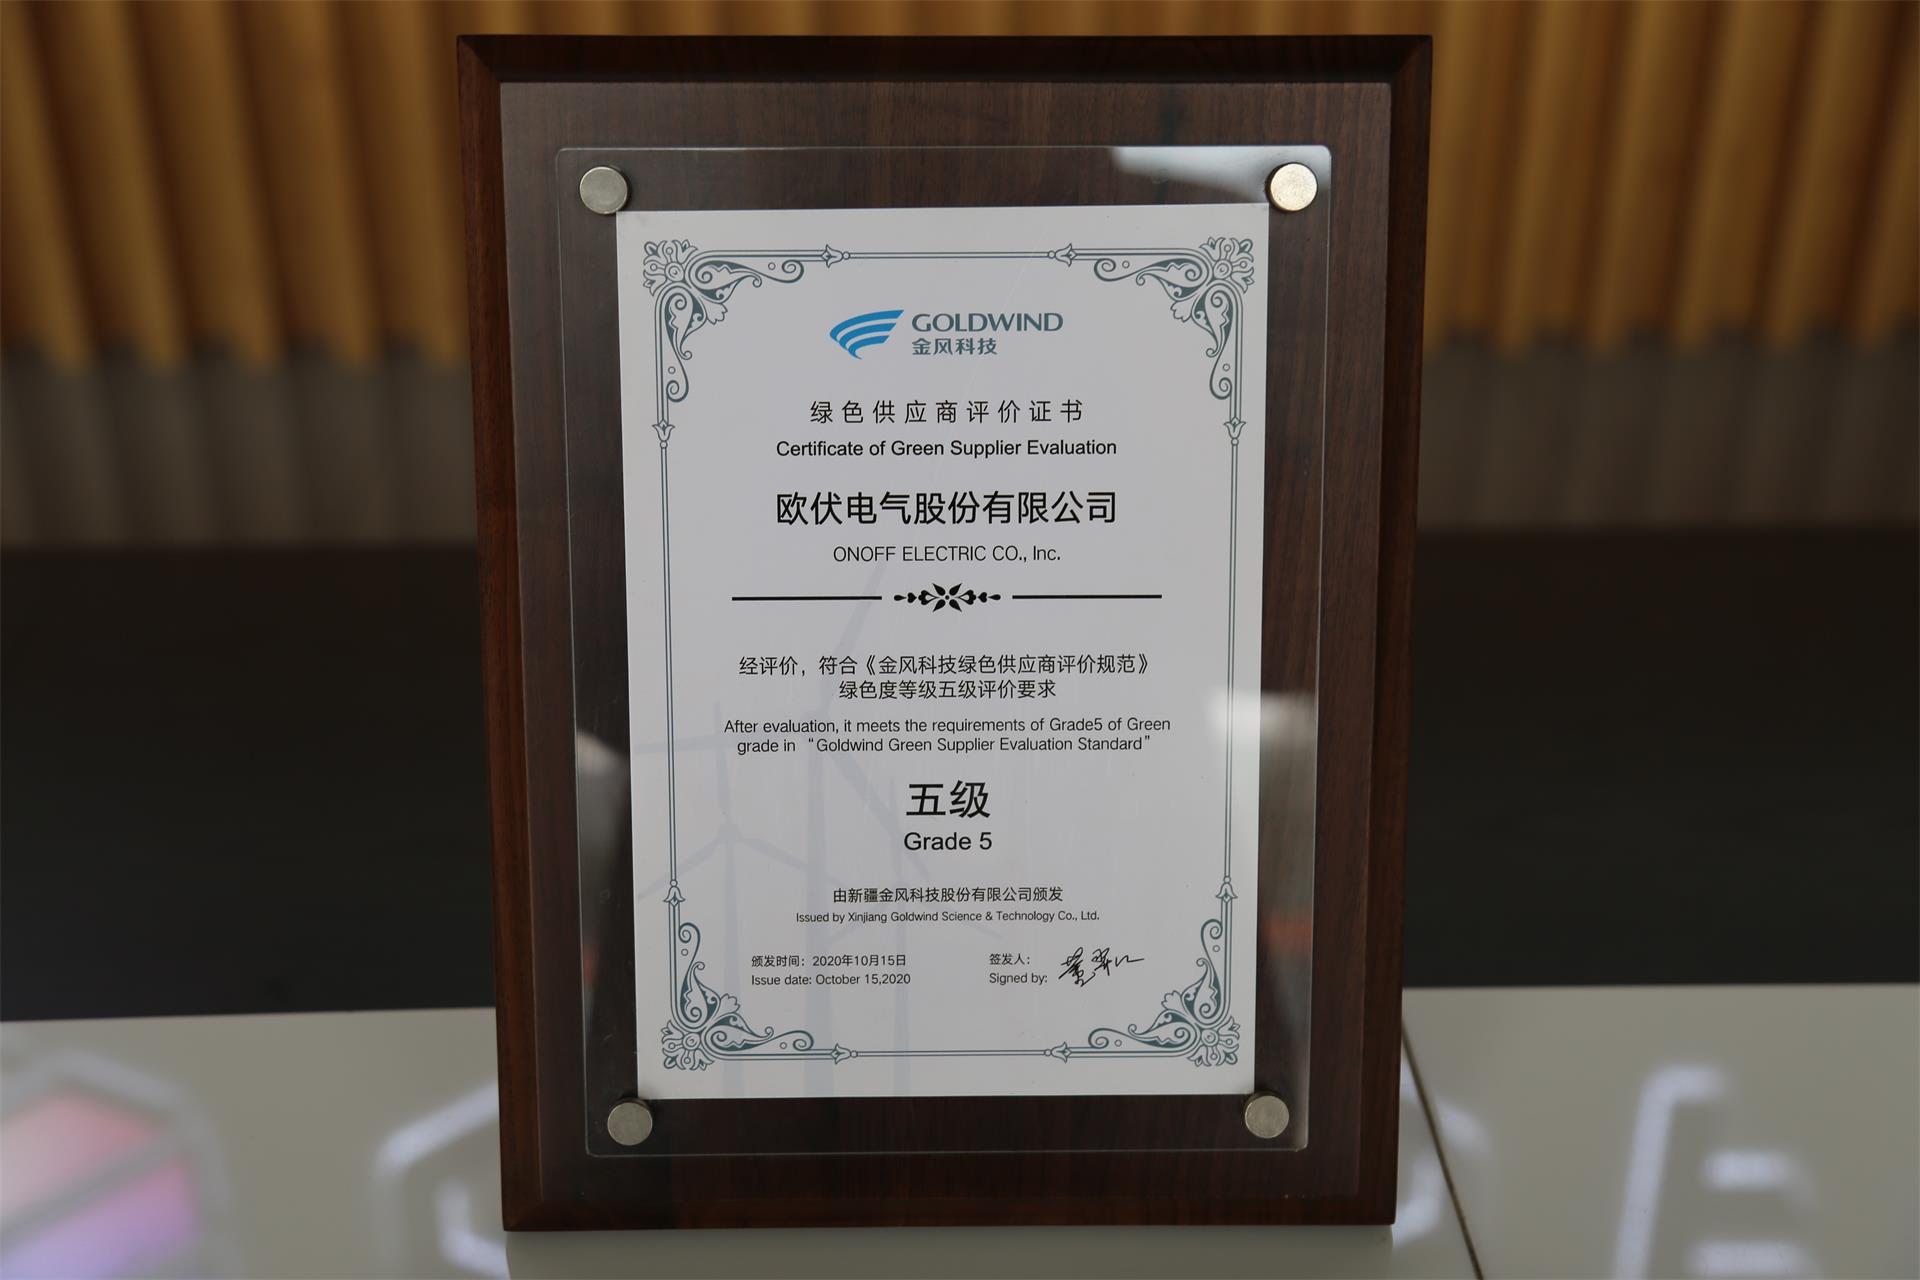 GOLDWIND
金风科技
绿色供应商评价证书
Certificate of Green Supplier Evaluation
欧伏电气股份有限公司
ONOFF ELECTRIC CO., Inc.
经评价，符合《金风科技绿色供应商评价规范》
绿色度等级五级评价要求
After evaluation, it meets the requirements of Grade5 of Green
grade in “Goldwind Green Supplier Evaluation Standard”
五级
Grade 5
由新疆金风科技股份有限公司颁发
Issued by Xinjiang Goldwind Science & Technology Co., Ltd.
颁发时间：2020年10月15日
Issue date: October 15,2020
签发人：
Signed by: